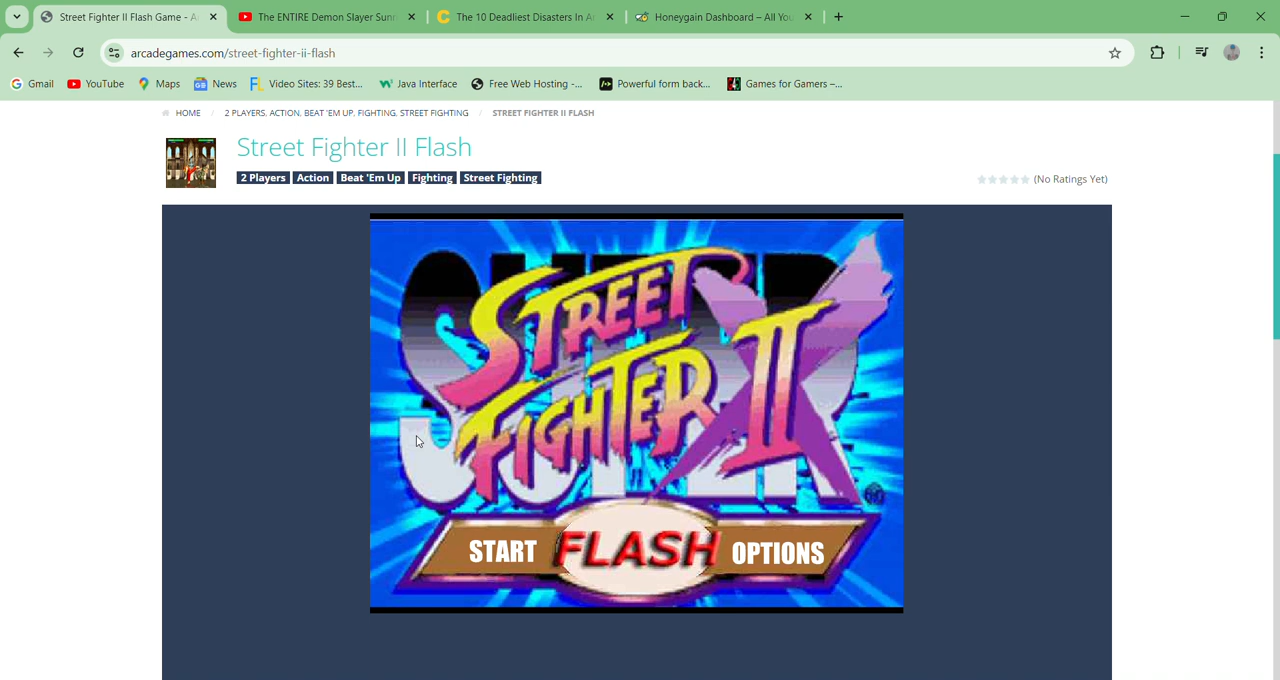 Street Fighter II Flash Game - A
The ENTIRE Demon Slayer Sun
The 10 Deadliest Disasters In A
Honeygain Dashboard – All You
arcadegames.com/street-fighter-ii-flash
Gmail
YouTube
Maps
News
Video Sites: 39 Best...
Java Interface
Free Web Hosting -...
Powerful form back...
Games for Gamers –...
HOME / 2 PLAYERS, ACTION, BEAT 'EM UP, FIGHTING, STREET FIGHTING / STREET FIGHTER II FLASH
Street Fighter II Flash
2 Players Action Beat 'Em Up Fighting Street Fighting
(No Ratings Yet)
SUPER
STREET
FIGHTER II X
START FLASH OPTIONS